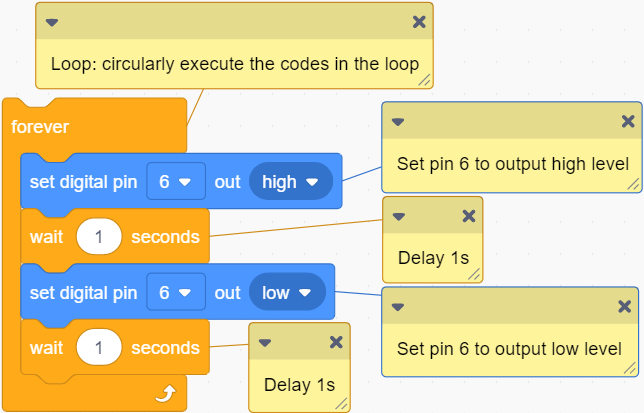 Loop: circularly execute the codes in the loop
forever
set digital pin 6 out high
Set pin 6 to output high level
wait 1 seconds
Delay 1s
set digital pin 6 out low
Set pin 6 to output low level
wait 1 seconds
Delay 1s